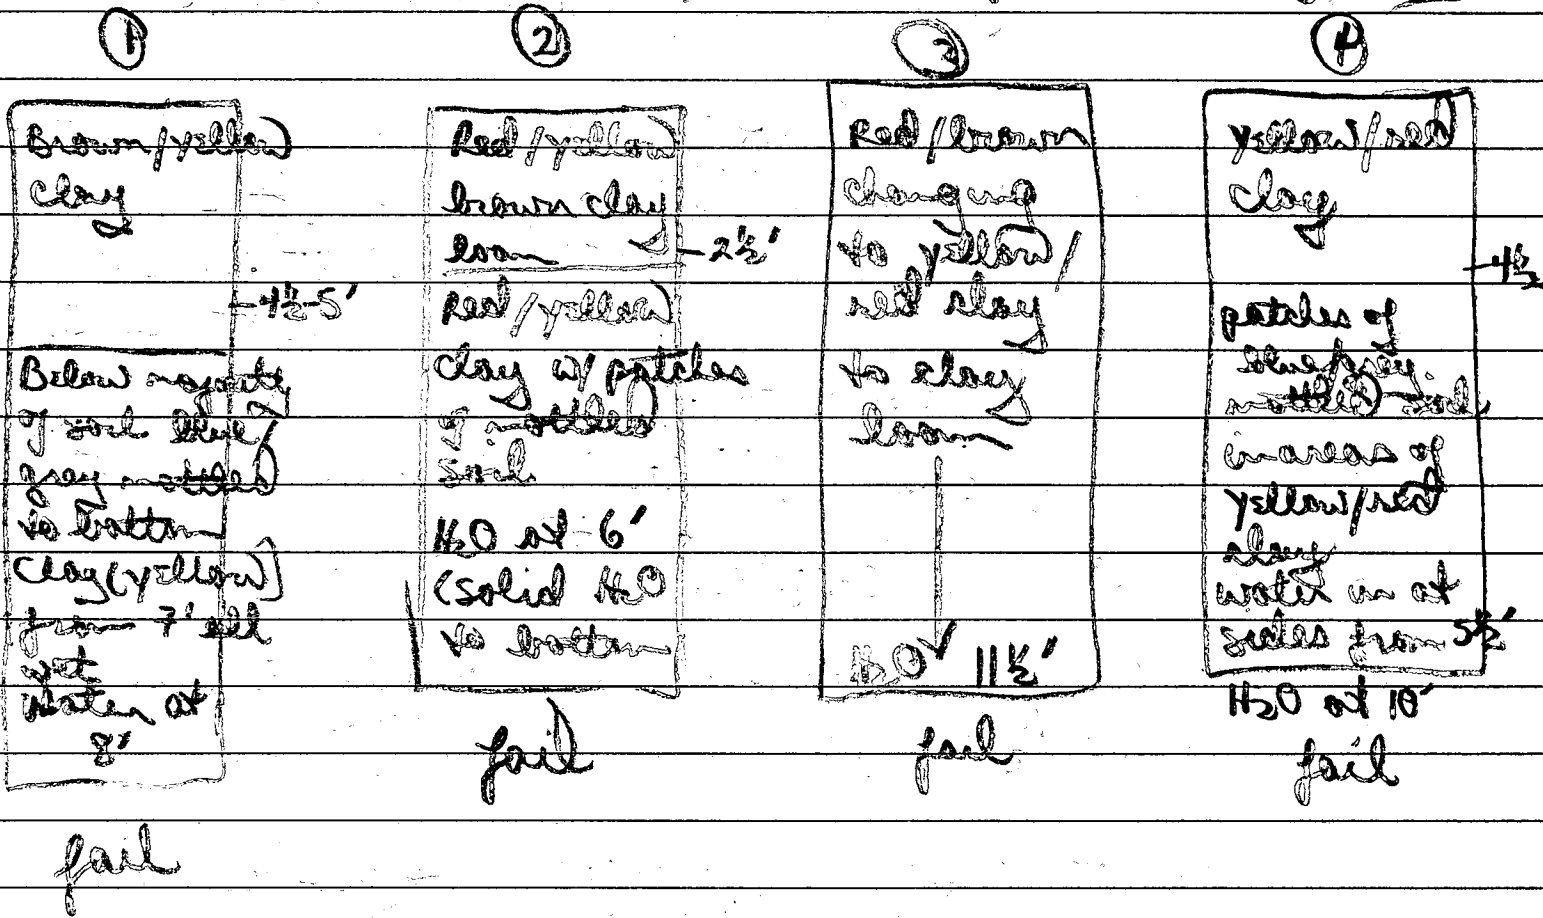 ①
Brown/yellow
clay
-4½-5'
Below majority
of soil blue/
gray mottled
to bottom
Clay (yellow)
from 7' all
wet
Water at
8'
fail
②
Red/yellow
brown clay
loam -2½'
Red/yellow
clay w/ patches
of mottled
soil
H2O at 6'
(solid H2O
to bottom
fail
③
Red/brown
changing
to yellow/
red clay
to clay
loam
H2O 11½'
fail
④
yellow/red
clay
-4½
patches of
blue/grey
mottled soil
in areas of
yellow/red
clay
water in at
sides from 5½'
H2O at 10'
fail